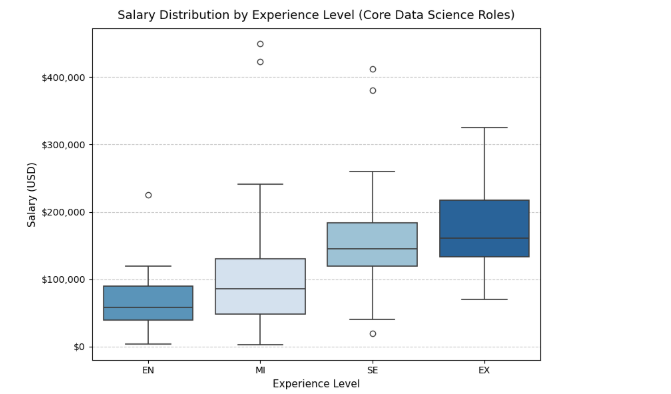 Salary Distribution by Experience Level (Core Data Science Roles)
$400,000
$300,000
$200,000
$100,000
$0
Salary (USD)
EN MI SE EX
Experience Level